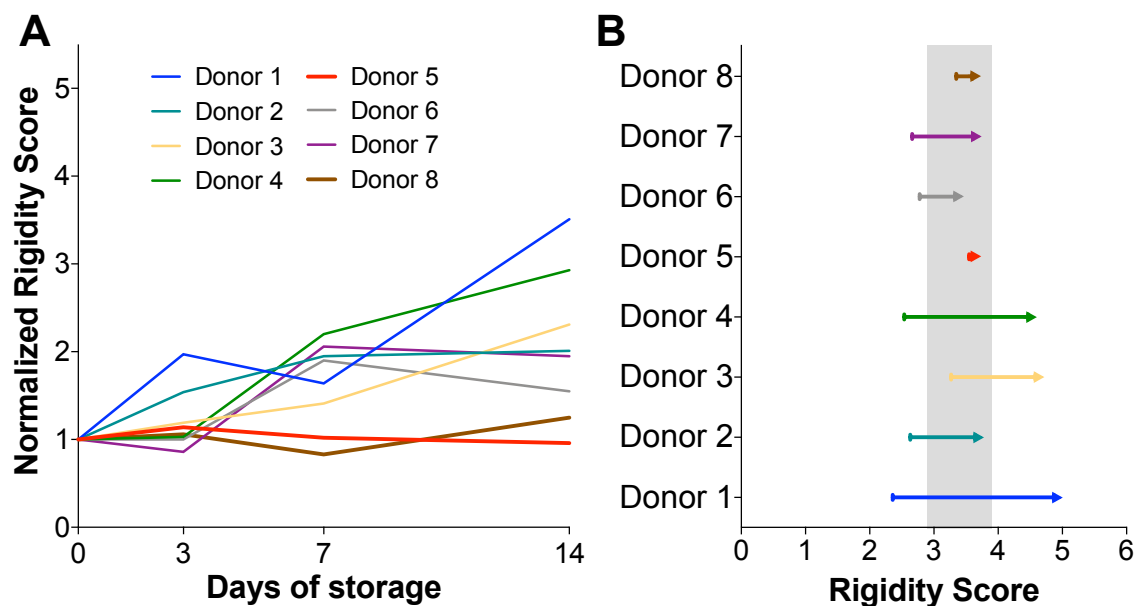 A
Normalized Rigidity Score
5
4
3
2
1
0
Donor 1
Donor 2
Donor 3
Donor 4
Donor 5
Donor 6
Donor 7
Donor 8
0 3 7 14
Days of storage
B
Donor 8
Donor 7
Donor 6
Donor 5
Donor 4
Donor 3
Donor 2
Donor 1
0 1 2 3 4 5 6
Rigidity Score